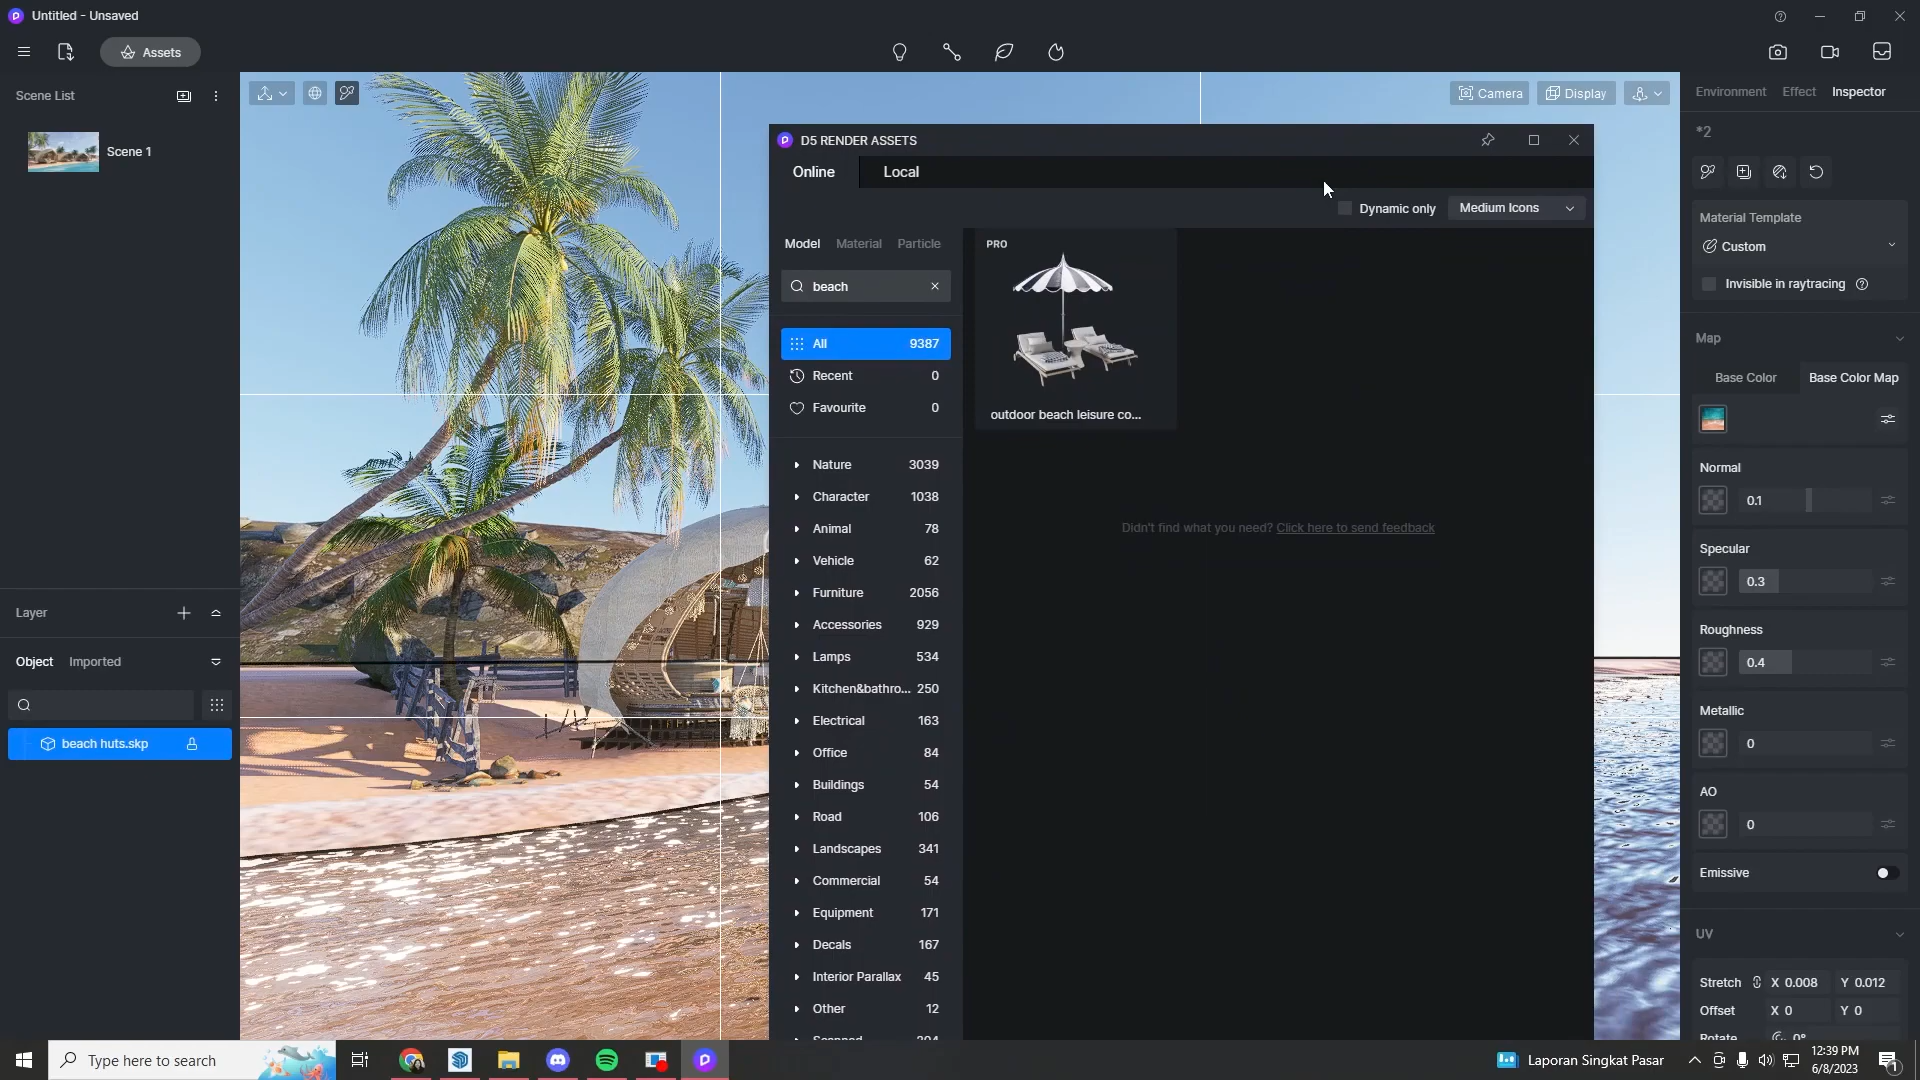 Untitled - Unsaved
Assets
Scene List
Scene 1
Layer
Object Imported
beach huts.skp
Camera
Display
D5 RENDER ASSETS
Online Local
Dynamic only Medium Icons
Model Material Particle
beach
All 9387
Recent 0
Favourite 0
Nature 3039
Character 1038
Animal 78
Vehicle 62
Furniture 2056
Accessories 929
Lamps 534
Kitchen&bathro... 250
Electrical 163
Office 84
Buildings 54
Road 106
Landscapes 341
Commercial 54
Equipment 171
Decals 167
Interior Parallax 45
Other 12
PRO
outdoor beach leisure co...
Didn't find what you need? Click here to send feedback
Environment Effect Inspector
*2
Material Template
Custom
Invisible in raytracing
Map
Base Color Base Color Map
Normal
0.1
Specular
0.3
Roughness
0.4
Metallic
0
AO
0
Emissive
UV
Stretch X 0.008 Y 0.012
Offset X 0 Y 0
Rotate 0°
Type here to search
Laporan Singkat Pasar
12:39 PM
6/8/2023
1